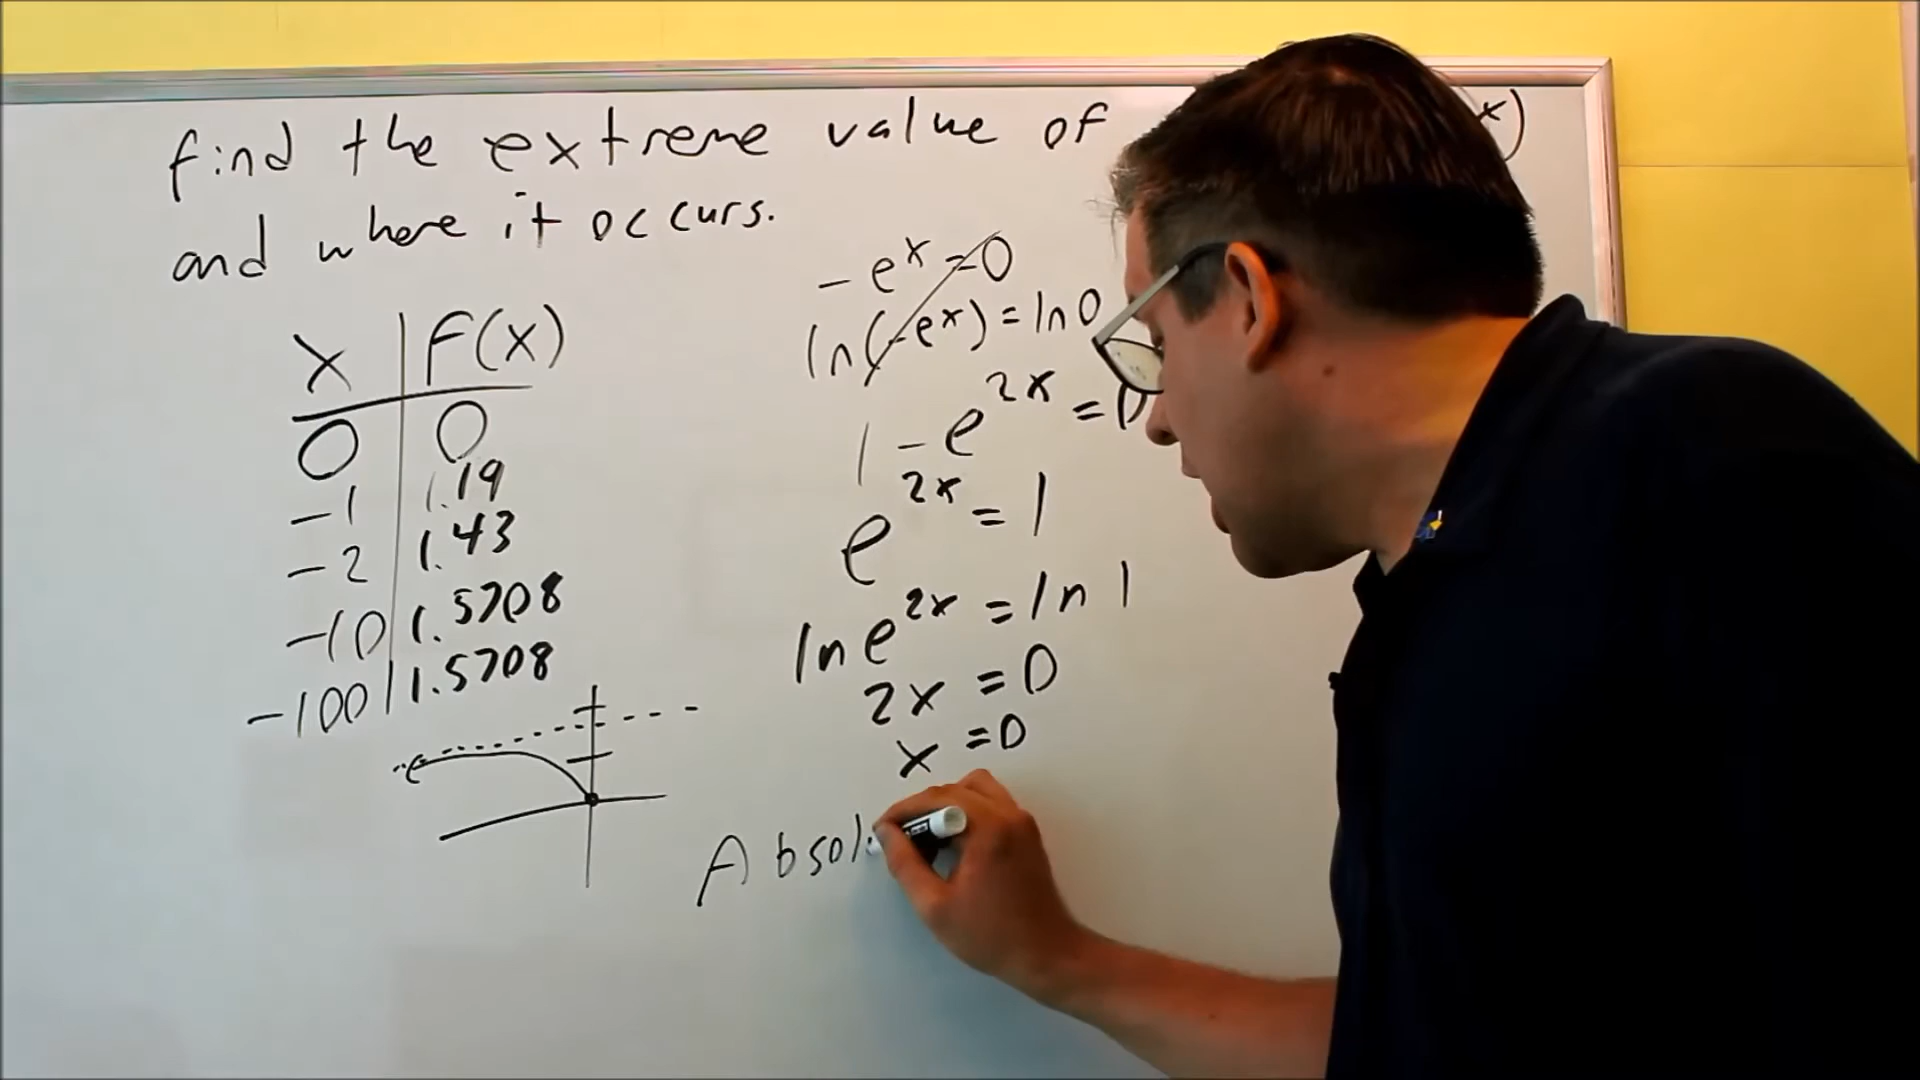 find the extreme value of x)
and where it occurs.
x f(x)
0 0
-1 1.19
-2 1.43
-10 1.5708
-100 1.5708
-e^x = 0
ln(-e^x) = ln 0
1 - e^2x = 0
e^2x = 1
ln e^2x = ln 1
2x = 0
x = 0
Absol